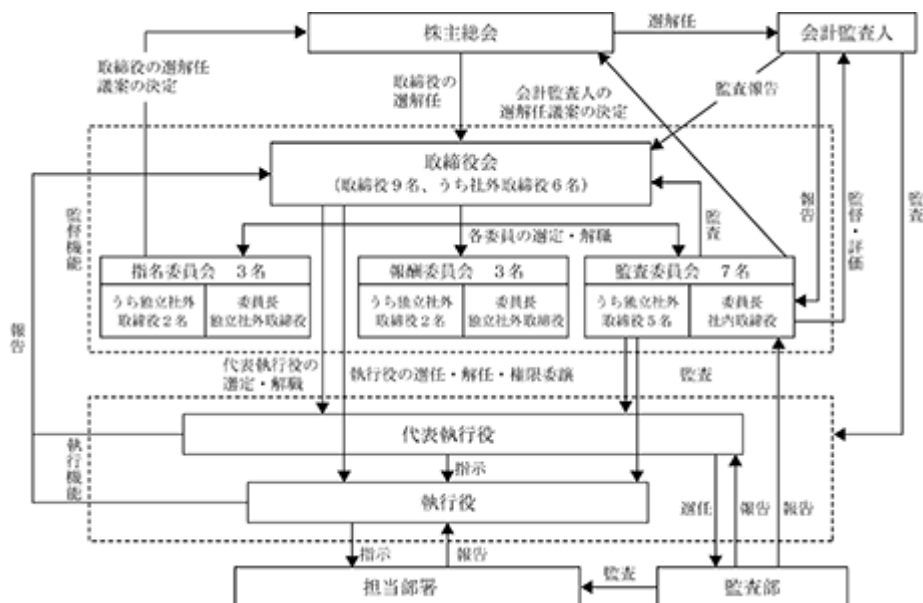 株主総会
選解任
会計監査人
取締役の選解任
議案の決定
取締役の
選解任
会計監査人の
選解任議案の決定
監査報告
取締役会
(取締役9名、うち社外取締役6名)
監督機能
報告
監査
報告
監督・評価
監査
各委員の選定・解職
指名委員会 3名
うち独立社外
取締役2名
委員長
独立社外取締役
報酬委員会 3名
うち独立社外
取締役2名
委員長
独立社外取締役
監査委員会 7名
うち独立社外
取締役5名
委員長
社内取締役
代表執行役の
選定・解職
執行役の選任・解任・権限委譲
監査
代表執行役
執行機能
指示
執行役
選任
報告
報告
指示
報告
担当部署
監査
監査部